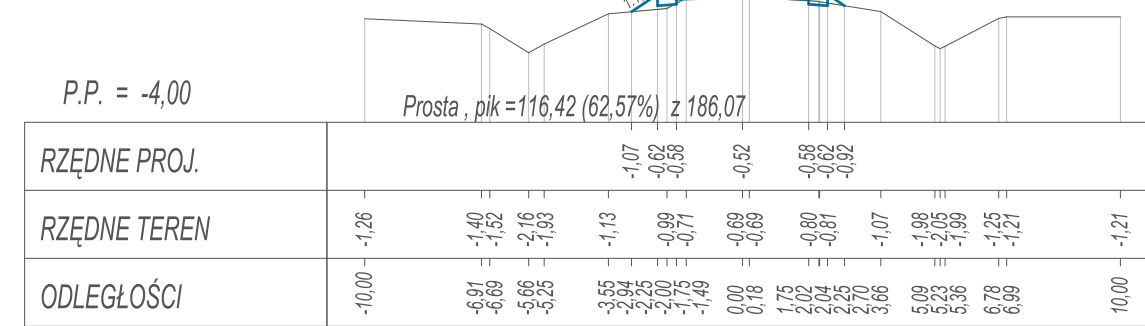 1:1
P.P. = -4,00
Prosta , pik =116,42 (62,57%) z 186,07
RZĘDNE PROJ. -1,07 -0,62 -0,58 -0,52 -0,58 -0,62 -0,92
RZĘDNE TEREN -1,26 -1,40 -1,52 -2,16 -1,93 -1,13 -0,99 -0,71 -0,69 -0,69 -0,80 -0,81 -1,07 -1,98 -2,05 -1,99 -1,25 -1,21 -1,21
ODLEGŁOŚCI -10,00 -6,91 -6,69 -5,66 -5,25 -3,55 -2,94 -2,25 -2,00 -1,75 -1,49 0,00 0,18 1,75 2,02 2,04 2,25 2,70 3,66 5,09 5,23 5,36 6,78 6,99 10,00